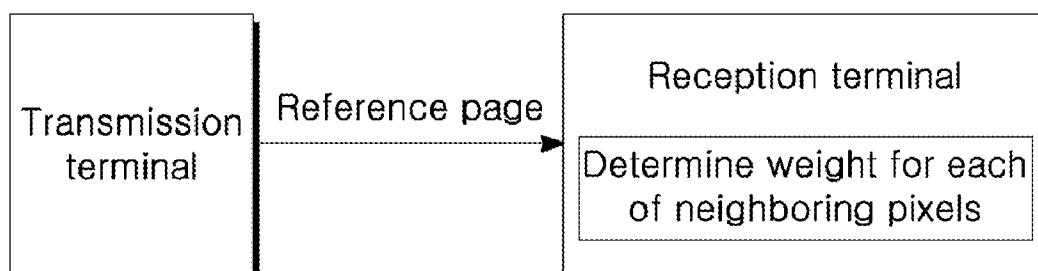 Transmission
terminal
Reference page
Reception terminal
Determine weight for each
of neighboring pixels